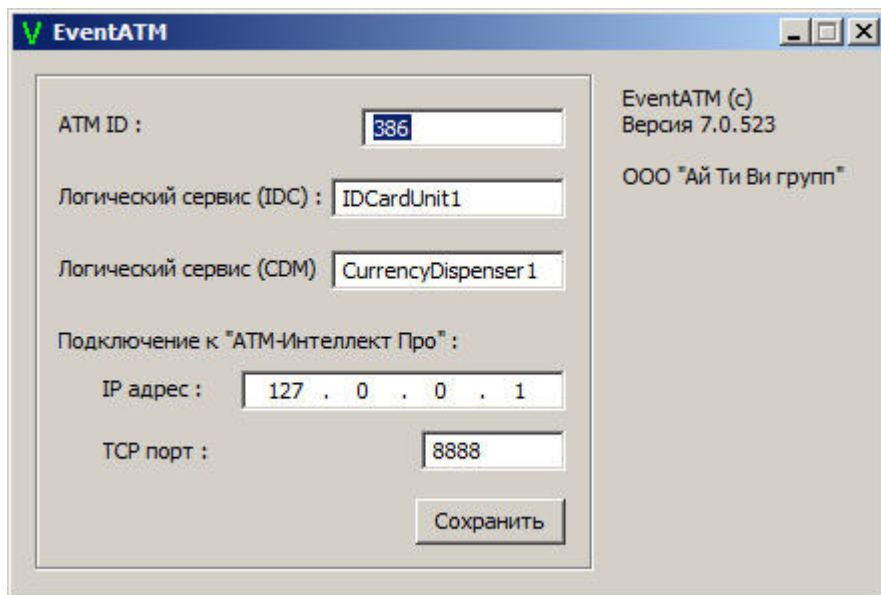 EventATM
ATM ID :
386
Логический сервис (IDC) :
IDCardUnit1
Логический сервис (CDM)
CurrencyDispenser1
Подключение к "АТМ-Интеллект Про" :
IP адрес :
127 . 0 . 0 . 1
TCP порт :
8888
Сохранить
EventATM (c)
Версия 7.0.523
ООО "Ай Ти Ви групп"